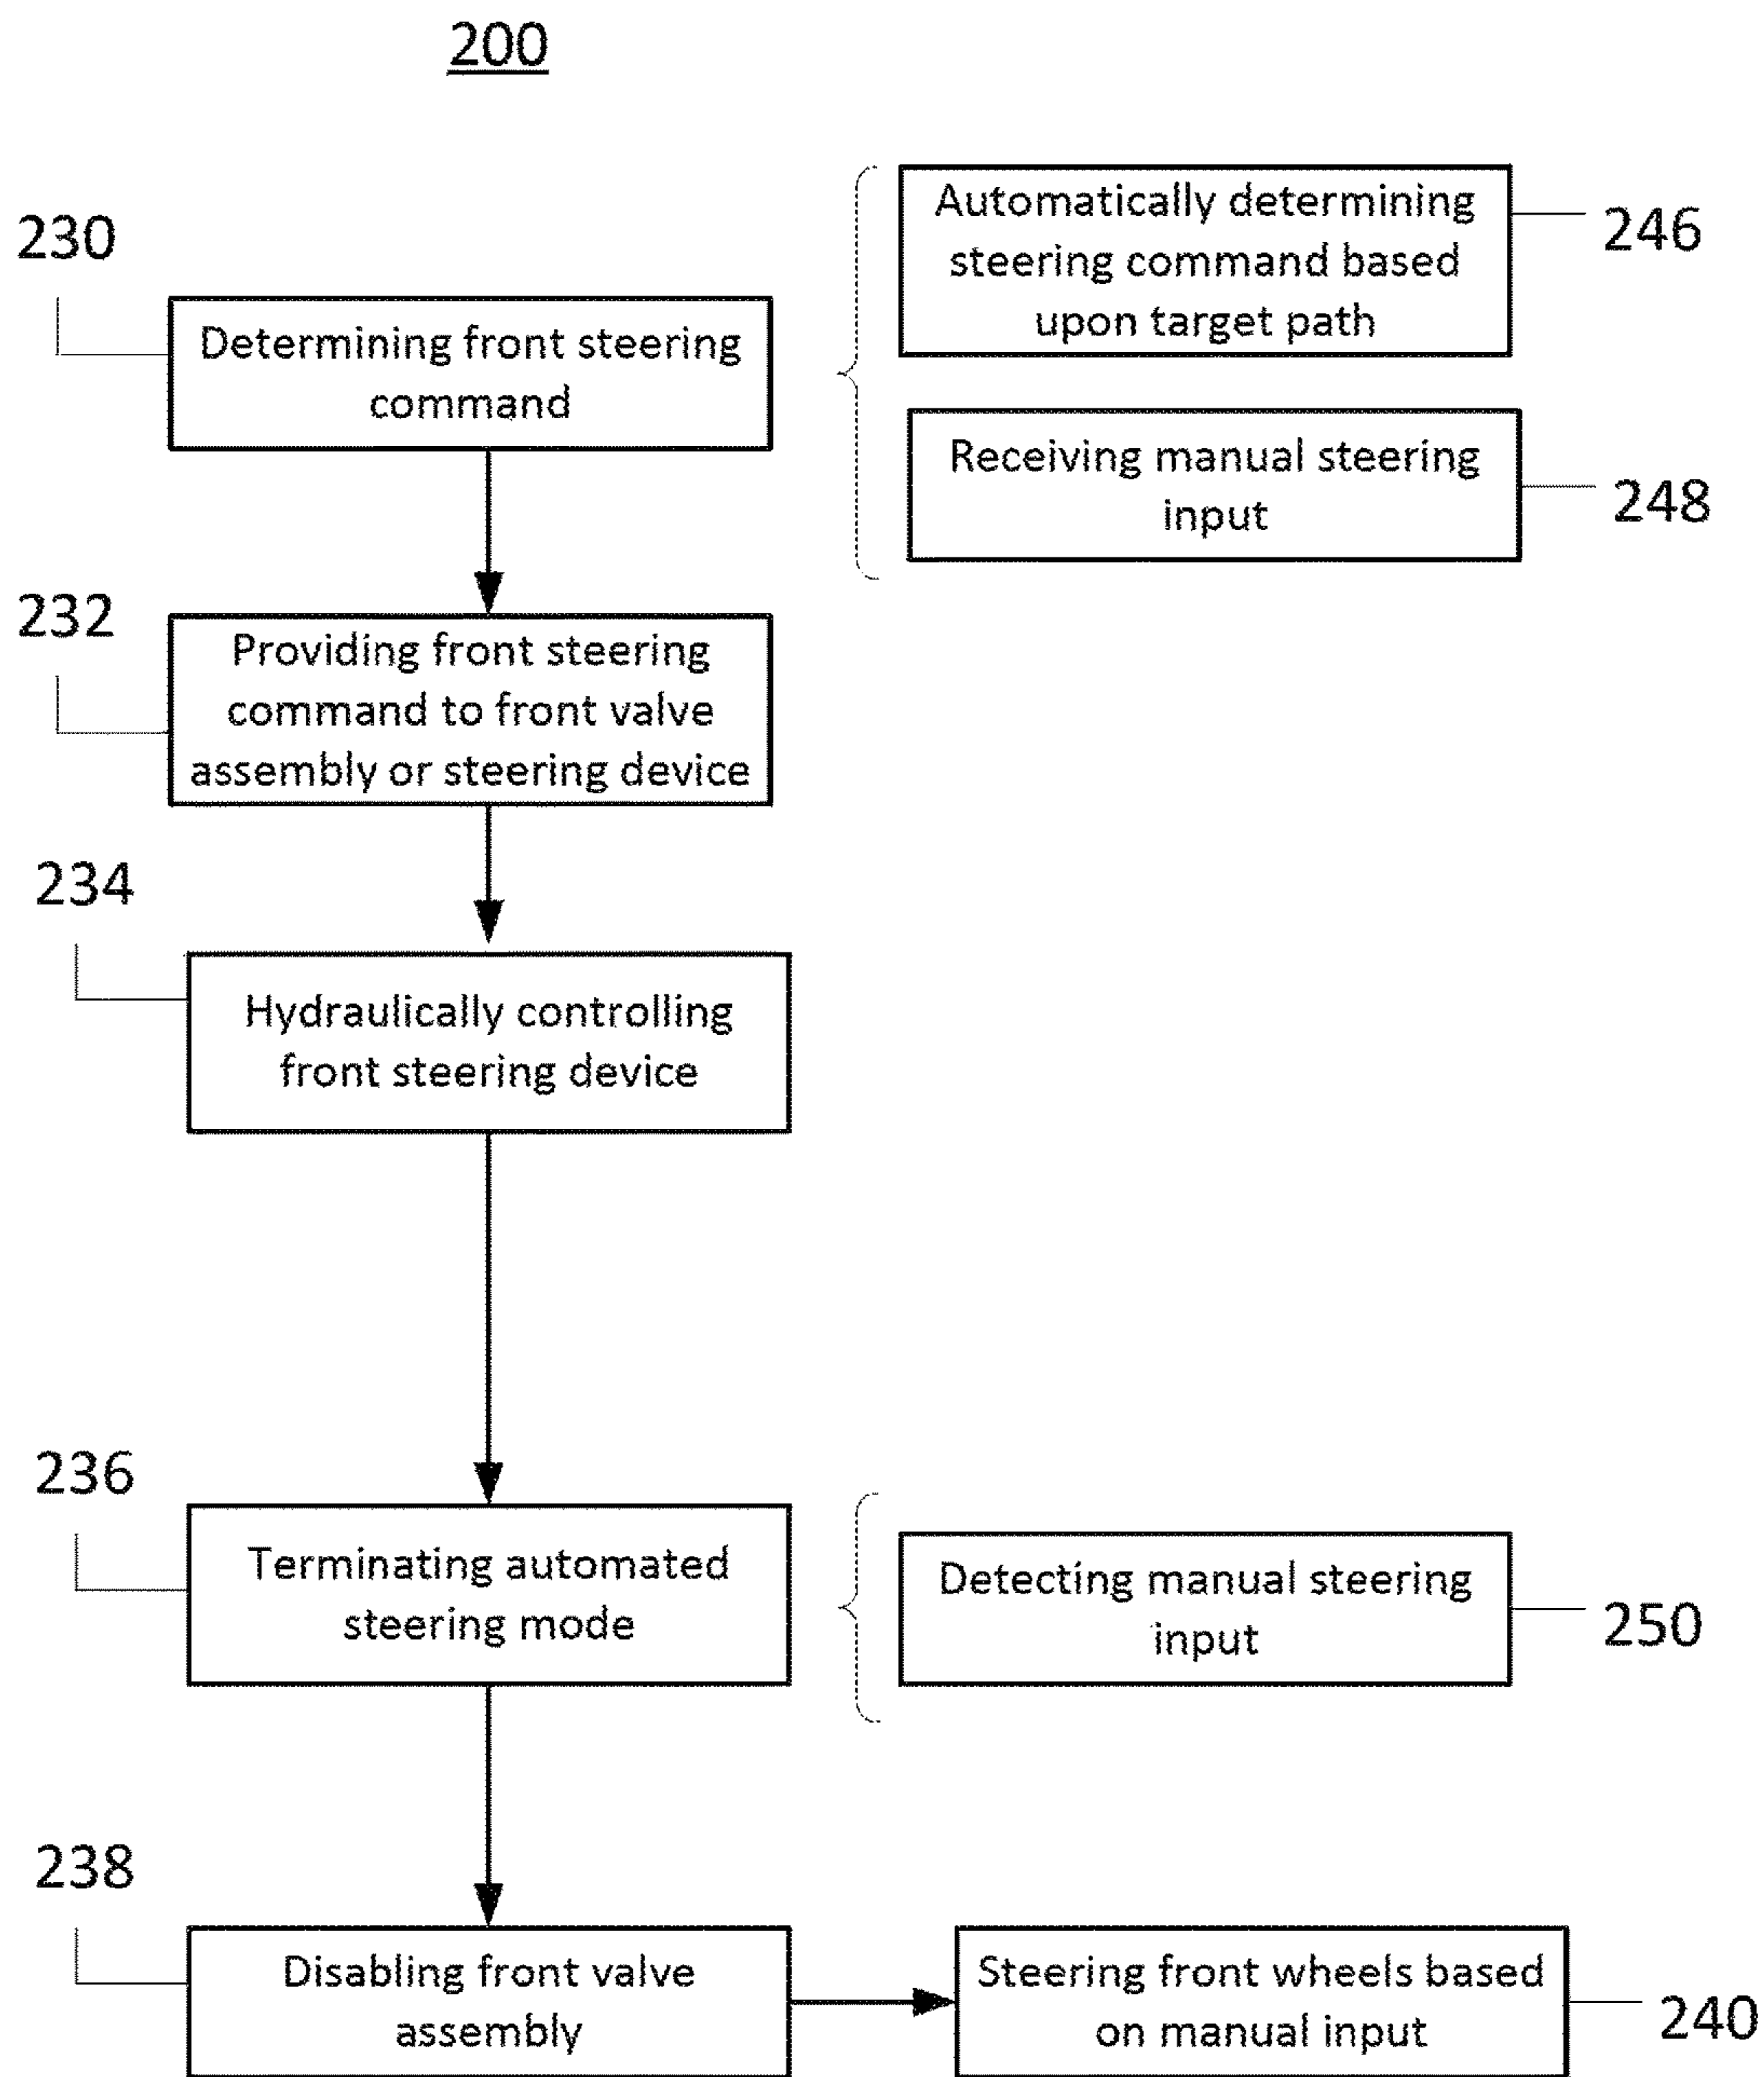 200
230
Determining front steering
command
Automatically determining
steering command based
upon target path
246
Receiving manual steering
input
248
232
Providing front steering
command to front valve
assembly or steering device
234
Hydraulically controlling
front steering device
236
Terminating automated
steering mode
Detecting manual steering
input
250
238
Disabling front valve
assembly
Steering front wheels based
on manual input
240